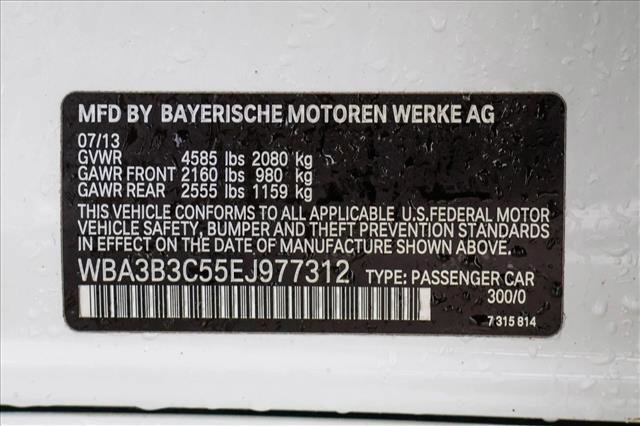 MFD BY BAYERISCHE MOTOREN WERKE AG
07/13
GVWR 4585 lbs 2080 kg
GAWR FRONT 2160 lbs 980 kg
GAWR REAR 2555 lbs 1159 kg
THIS VEHICLE CONFORMS TO ALL APPLICABLE U.S.FEDERAL MOTOR
VEHICLE SAFETY, BUMPER AND THEFT PREVENTION STANDARDS
IN EFFECT ON THE DATE OF MANUFACTURE SHOWN ABOVE.
WBA3B3C55EJ977312 TYPE: PASSENGER CAR
300/0
7 315 814